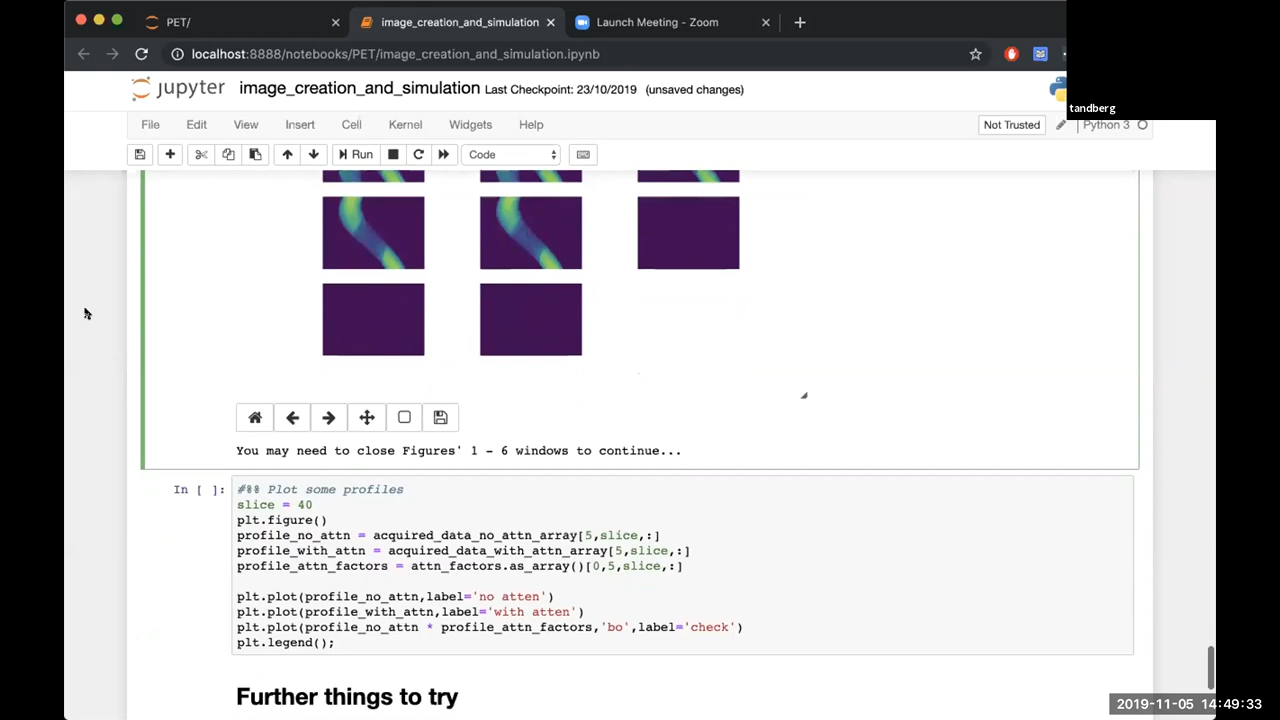 PET/
image_creation_and_simulation
Launch Meeting - Zoom
localhost:8888/notebooks/PET/image_creation_and_simulation.ipynb
tandberg
jupyter image_creation_and_simulation Last Checkpoint: 23/10/2019 (unsaved changes)
File Edit View Insert Cell Kernel Widgets Help Not Trusted Python 3
Run Code
You may need to close Figures' 1 - 6 windows to continue...
In [ ]: #%% Plot some profiles
slice = 40
plt.figure()
profile_no_attn = acquired_data_no_attn_array[5,slice,:]
profile_with_attn = acquired_data_with_attn_array[5,slice,:]
profile_attn_factors = attn_factors.as_array()[0,5,slice,:]
plt.plot(profile_no_attn,label='no atten')
plt.plot(profile_with_attn,label='with atten')
plt.plot(profile_no_attn * profile_attn_factors,'bo',label='check')
plt.legend();
Further things to try
2019-11-05 14:49:33